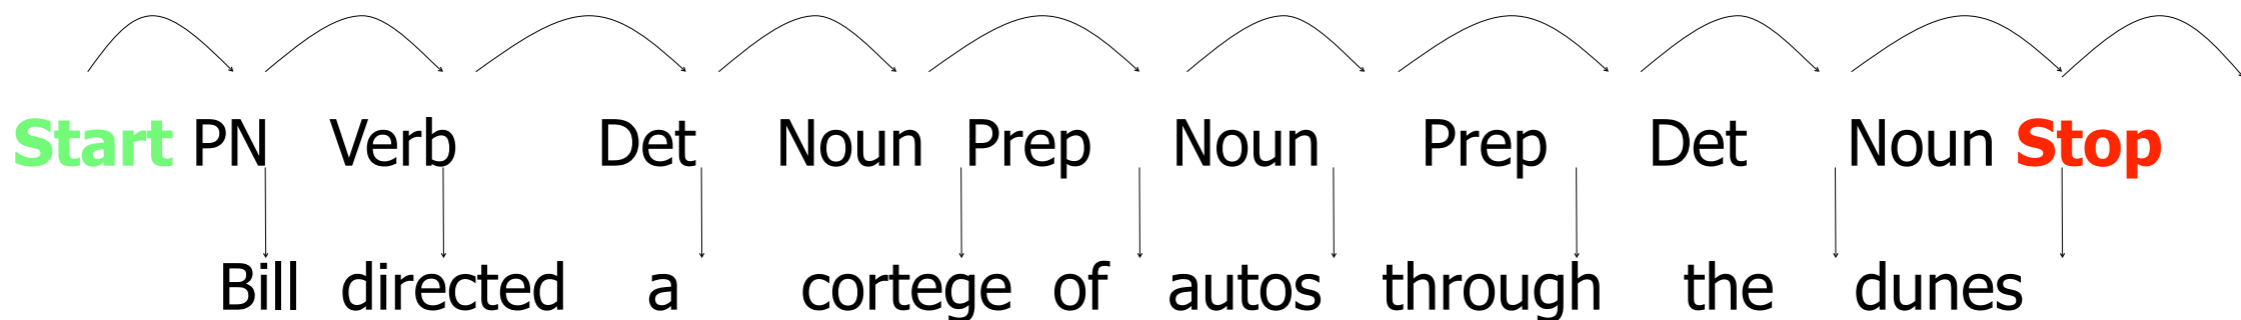 Start PN Verb Det Noun Prep Noun Prep Det Noun Stop
Bill directed a cortege of autos through the dunes